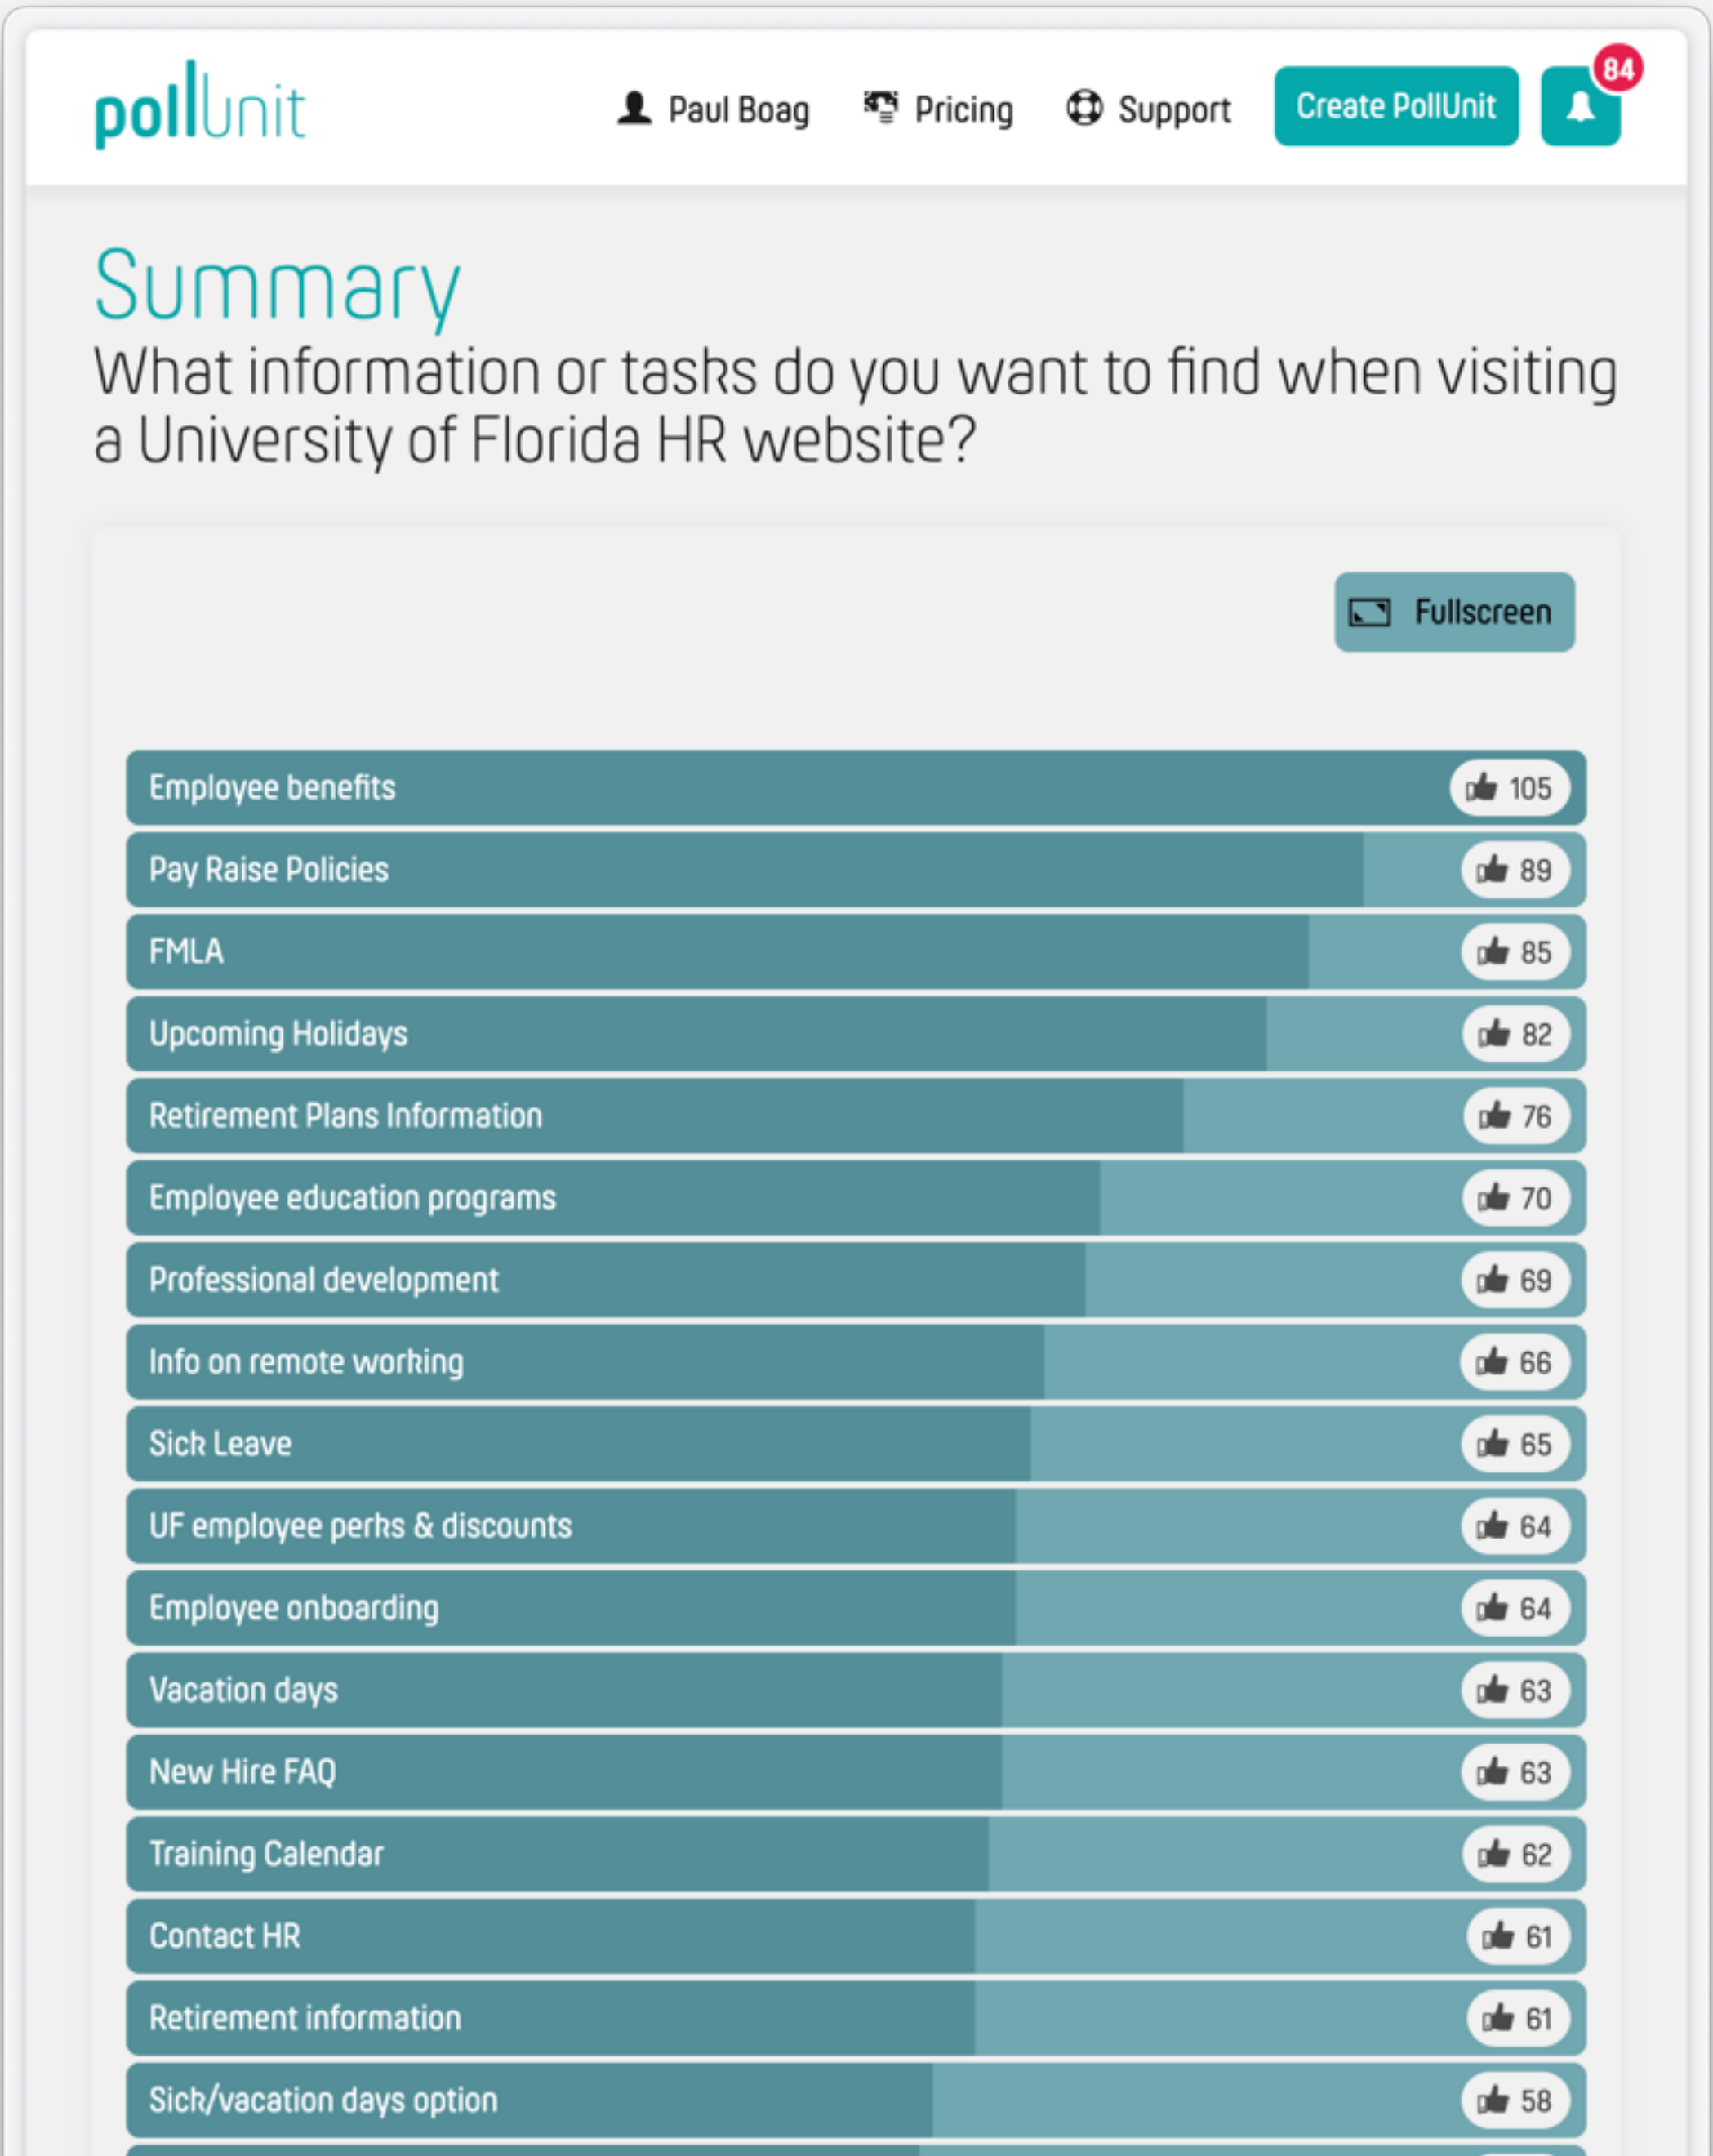 pollunit
Paul Boag
Pricing
Support
Create PollUnit
84
Summary
What information or tasks do you want to find when visiting
a University of Florida HR website?
Fullscreen
Employee benefits 105
Pay Raise Policies 89
FMLA 85
Upcoming Holidays 82
Retirement Plans Information 76
Employee education programs 70
Professional development 69
Info on remote working 66
Sick Leave 65
UF employee perks & discounts 64
Employee onboarding 64
Vacation days 63
New Hire FAQ 63
Training Calendar 62
Contact HR 61
Retirement information 61
Sick/vacation days option 58